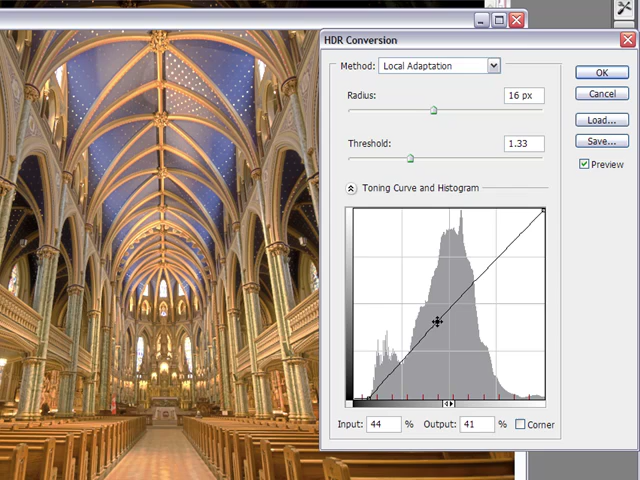 HDR Conversion
Method: Local Adaptation
OK
Radius: 16 px
Cancel
Load...
Threshold: 1.33
Save...
Preview
Toning Curve and Histogram
Input: 44 % Output: 41 % Corner